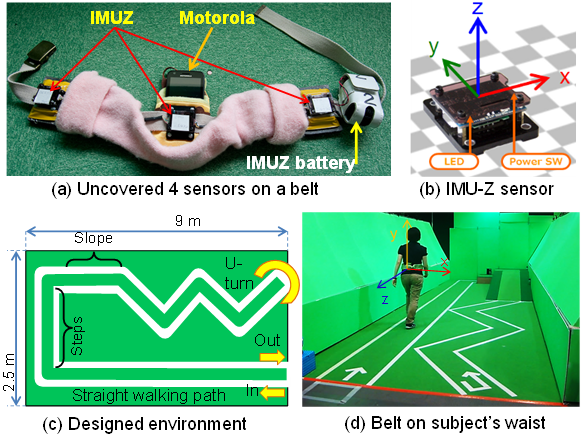 IMUZ
Motorola
IMUZ battery
(a) Uncovered 4 sensors on a belt
z
y
x
LED
Power SW
(b) IMU-Z sensor
9 m
Slope
U-
turn
Steps
2.5 m
Out
In
Straight walking path
(c) Designed environment
y
x
z
(d) Belt on subject's waist